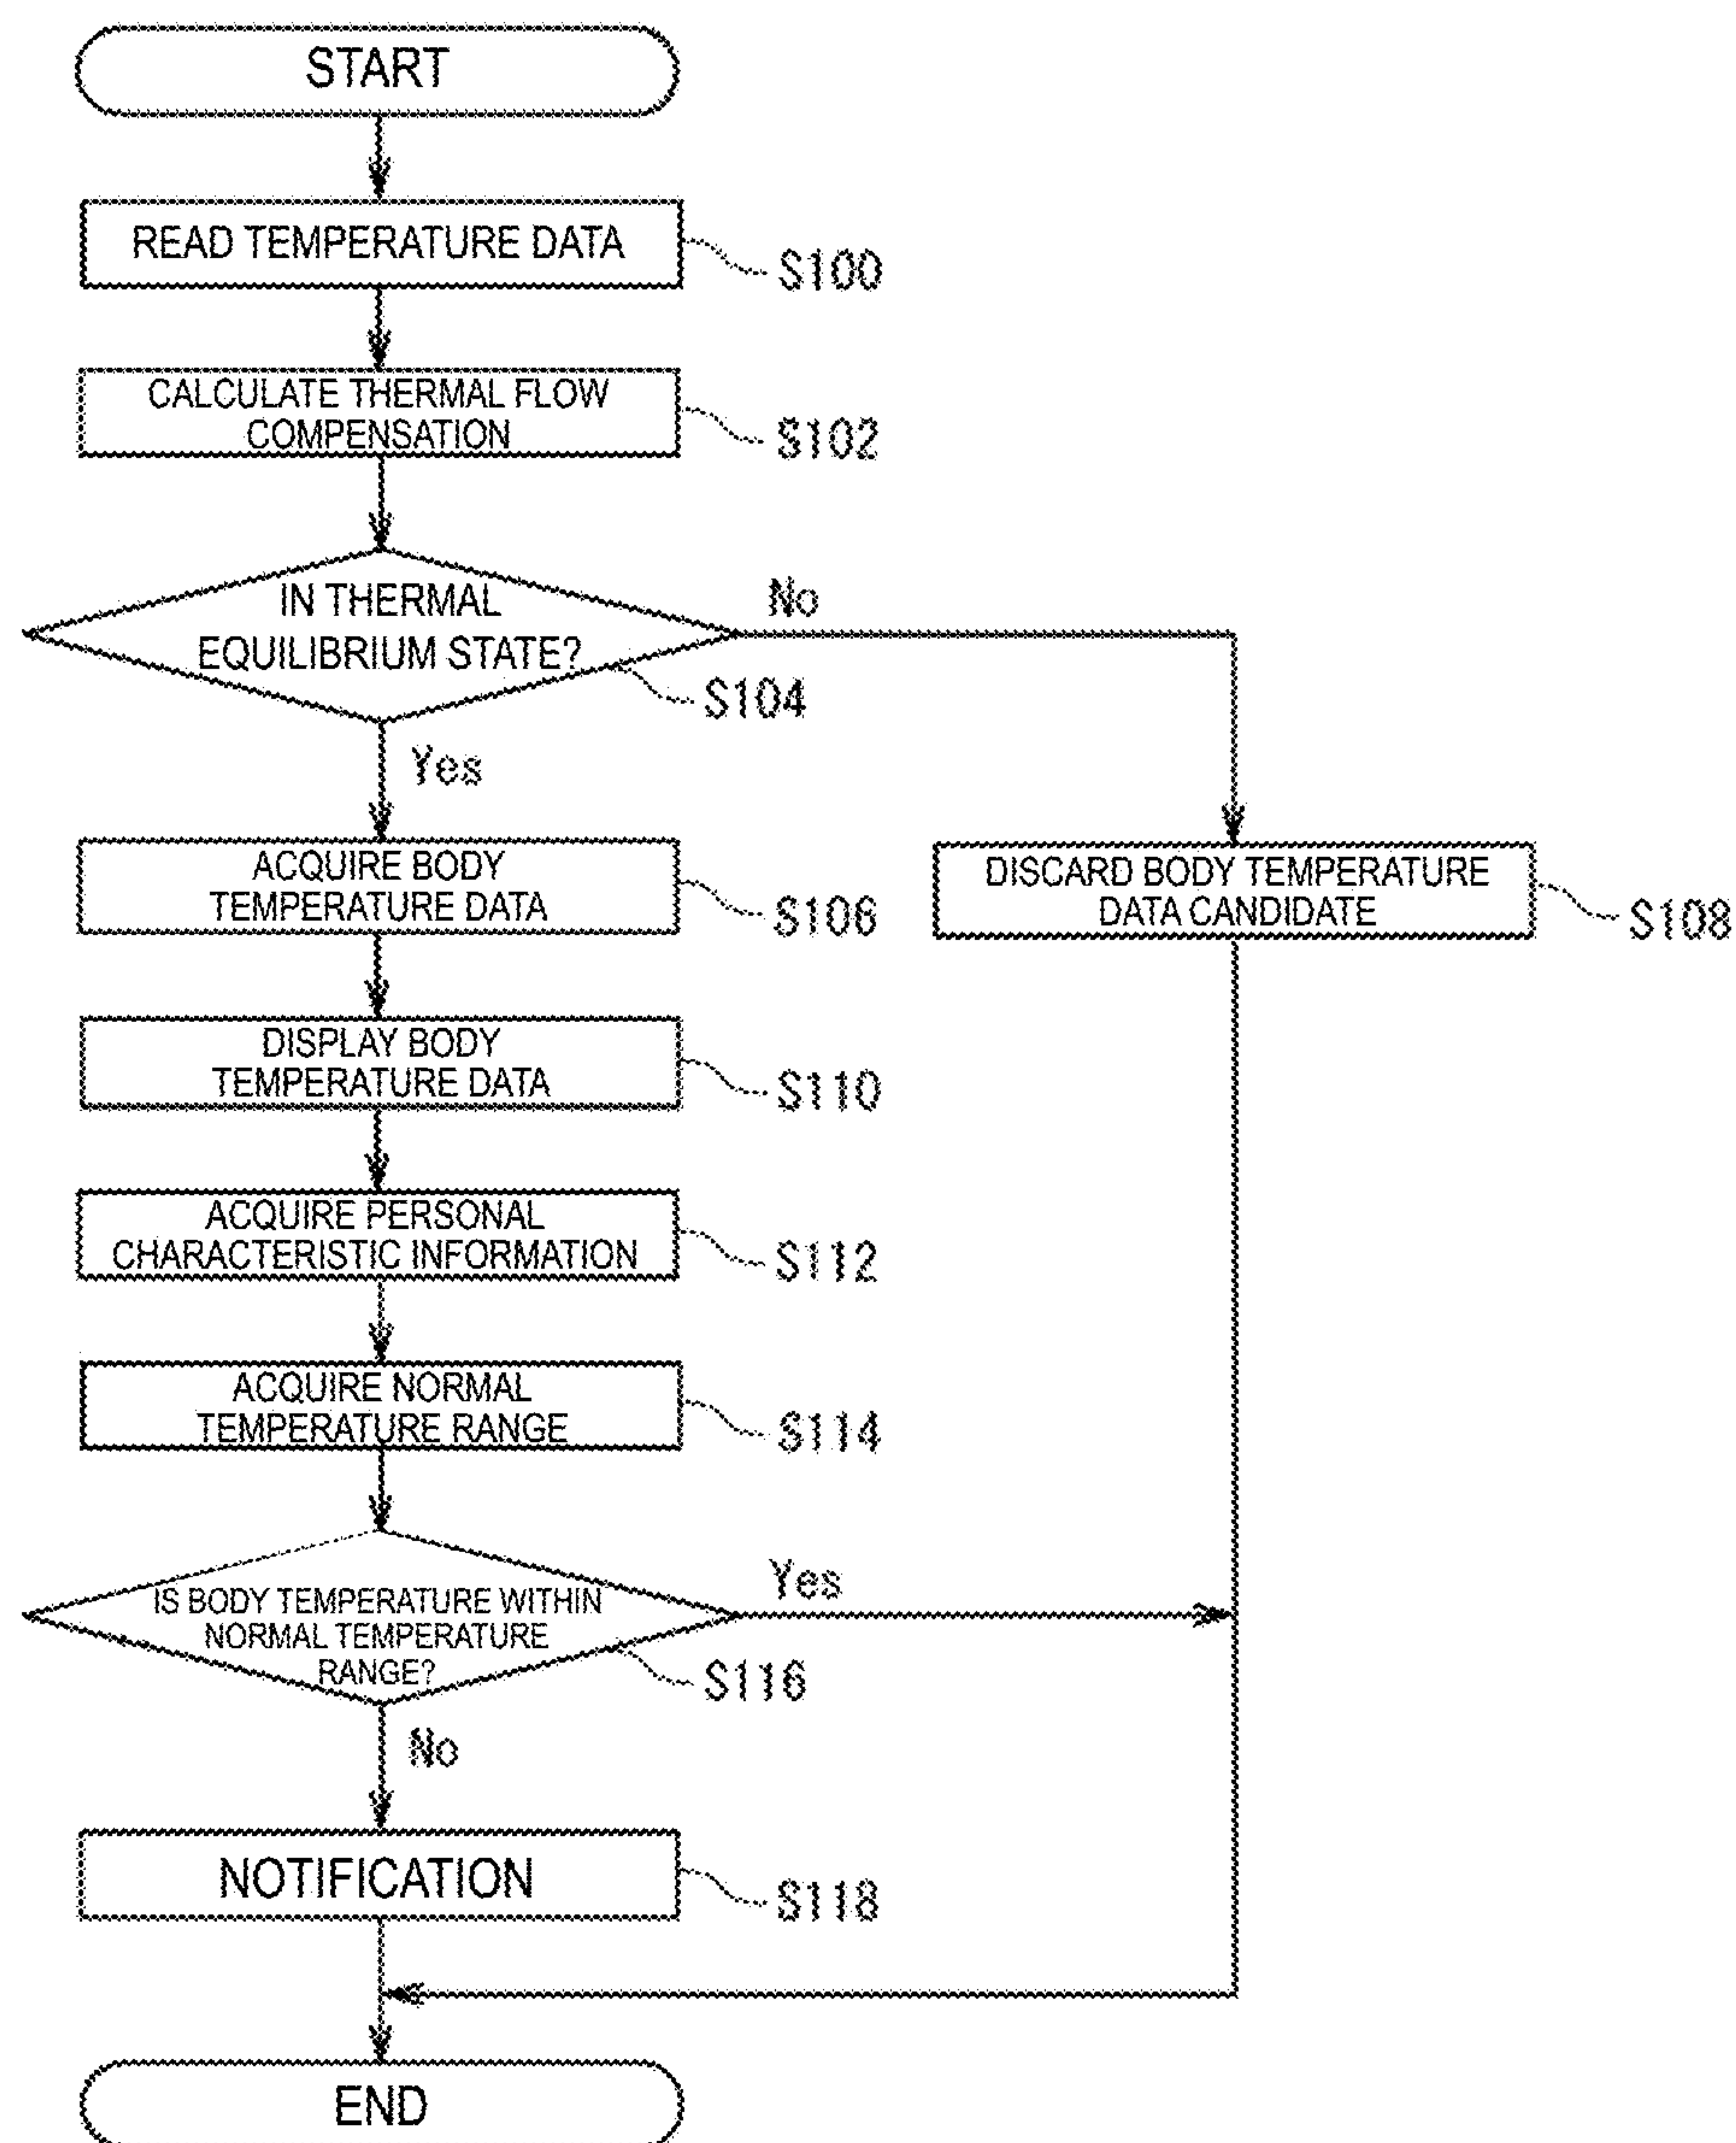 START
READ TEMPERATURE DATA
S100
CALCULATE THERMAL FLOW
COMPENSATION
S102
IN THERMAL
EQUILIBRIUM STATE?
No
S104
Yes
ACQUIRE BODY
TEMPERATURE DATA
S106
DISCARD BODY TEMPERATURE
DATA CANDIDATE
S108
DISPLAY BODY
TEMPERATURE DATA
S110
ACQUIRE PERSONAL
CHARACTERISTIC INFORMATION
S112
ACQUIRE NORMAL
TEMPERATURE RANGE
S114
IS BODY TEMPERATURE WITHIN
NORMAL TEMPERATURE
RANGE?
Yes
S116
No
NOTIFICATION
S118
END